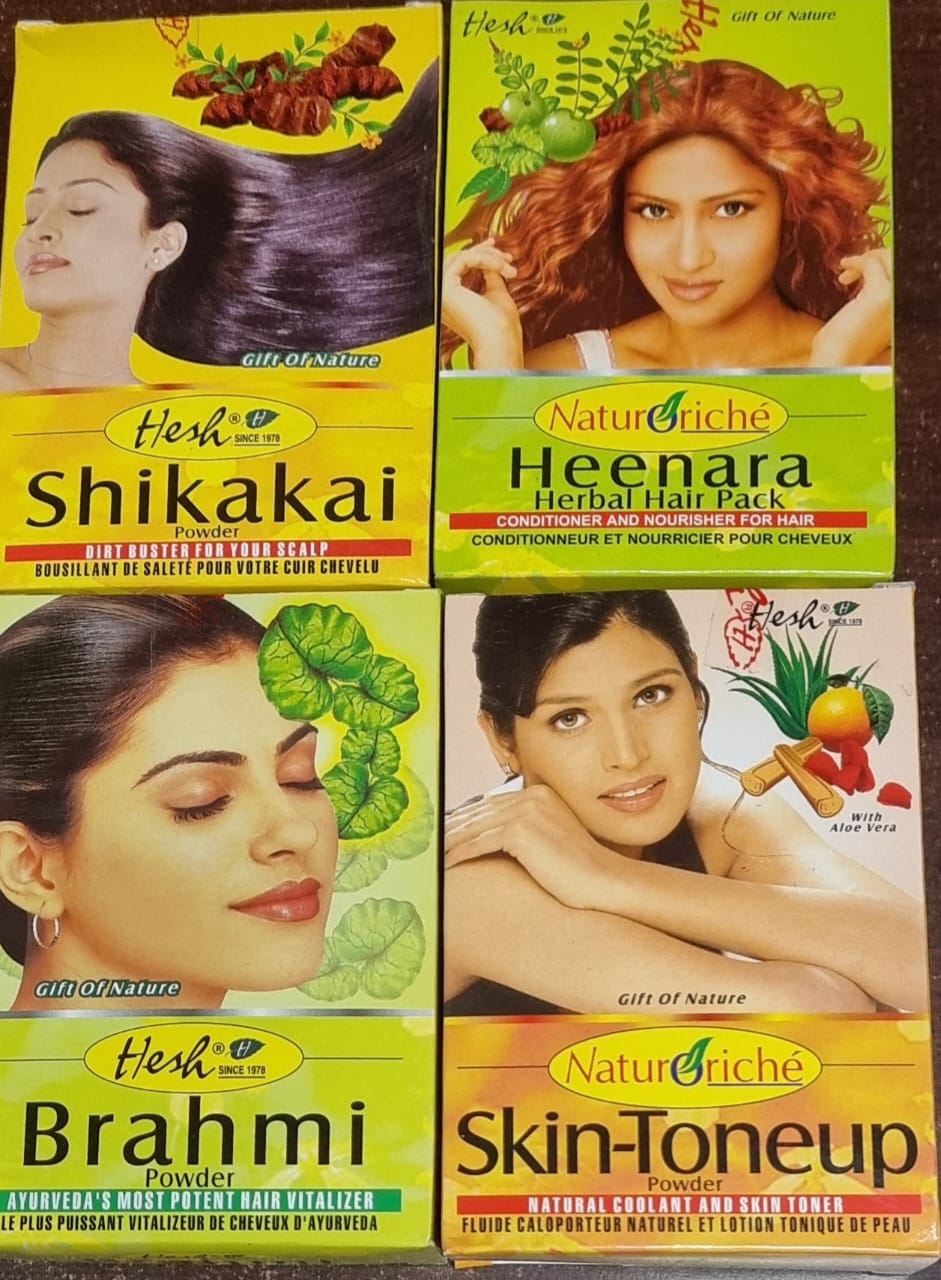 Gift Of Nature
Hesh®
SINCE 1978
Shikakai
Powder
DIRT BUSTER FOR YOUR SCALP
BOUSILLANT DE SALETÉ POUR VOTRE CUIR CHEVELU
Hesh®
SINCE 1978
Hesh
Gift Of Nature
Naturoriché
Heenara
Herbal Hair Pack
CONDITIONER AND NOURISHER FOR HAIR
CONDITIONNEUR ET NOURRICIER POUR CHEVEUX
Gift Of Nature
Hesh®
SINCE 1978
Brahmi
Powder
AYURVEDA'S MOST POTENT HAIR VITALIZER
LE PLUS PUISSANT VITALIZEUR DE CHEVEUX D'AYURVEDA
Hesh®
SINCE 1978
With
Aloe Vera
Gift Of Nature
Naturoriché
Skin-Toneup
Powder
NATURAL COOLANT AND SKIN TONER
FLUIDE CALOPORTEUR NATUREL ET LOTION TONIQUE DE PEAU